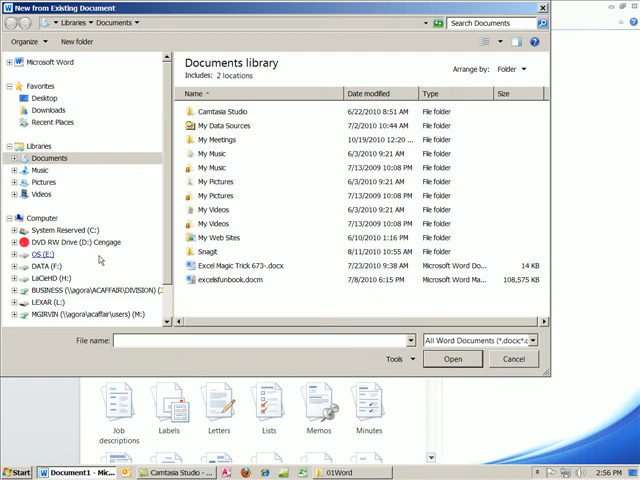 New from Existing Document
Libraries Documents Search Documents
Organize New folder
Microsoft Word
Favorites
Desktop
Downloads
Recent Places
Libraries
Documents
Music
Pictures
Videos
Computer
System Reserved (C:)
DVD RW Drive (D:) Cengage
OS (E:)
DATA (F:)
LaCieHD (H:)
BUSINESS (\\agora\ACAFFAIR\DIVISION) (
LEXAR (L:)
MGIRVIN (\\agora\acaffair\users) (M:)
Documents library
Includes: 2 locations
Arrange by: Folder
Name Date modified Type Size
Camtasia Studio 6/22/2010 8:51 AM File folder
My Data Sources 7/2/2010 10:44 AM File folder
My Meetings 10/19/2010 12:20 ... File folder
My Music 6/3/2010 9:21 AM File folder
My Music 7/13/2009 10:08 PM File folder
My Pictures 6/3/2010 9:21 AM File folder
My Pictures 7/13/2009 10:08 PM File folder
My Videos 6/3/2010 9:21 AM File folder
My Videos 7/13/2009 10:08 PM File folder
My Web Sites 6/10/2010 1:16 PM File folder
Snagit 8/11/2010 10:55 AM File folder
Excel Magic Trick 673-.docx 7/23/2010 9:38 AM Microsoft Word Do... 14 KB
excelsfunbook.docm 7/8/2010 6:15 PM Microsoft Word Ma... 108,575 KB
File name: All Word Documents (*.docx;*.c
Tools Open Cancel
Job descriptions
Labels
Letters
Lists
Memos
Minutes
Start Document1 - Mic... Camtasia Studio - ... 01Word 2:56 PM